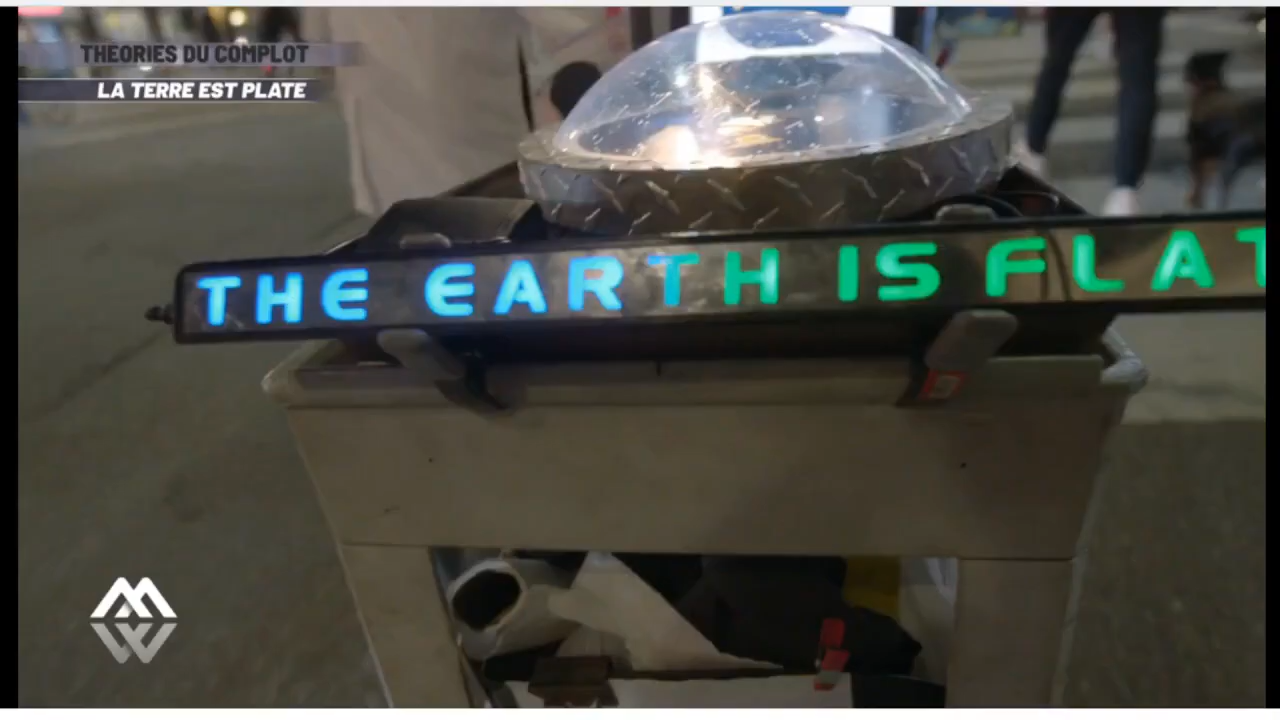 THEORIES DU COMPLOT
LA TERRE EST PLATE
THE EARTH IS FLAT